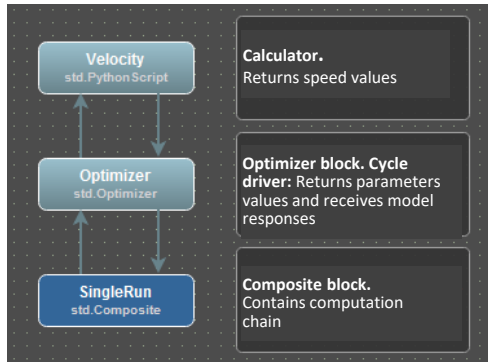 Velocity
std.PythonScript
Calculator.
Returns speed values
Optimizer
std.Optimizer
Optimizer block. Cycle
driver: Returns parameters
values and receives model
responses
SingleRun
std.Composite
Composite block.
Contains computation
chain